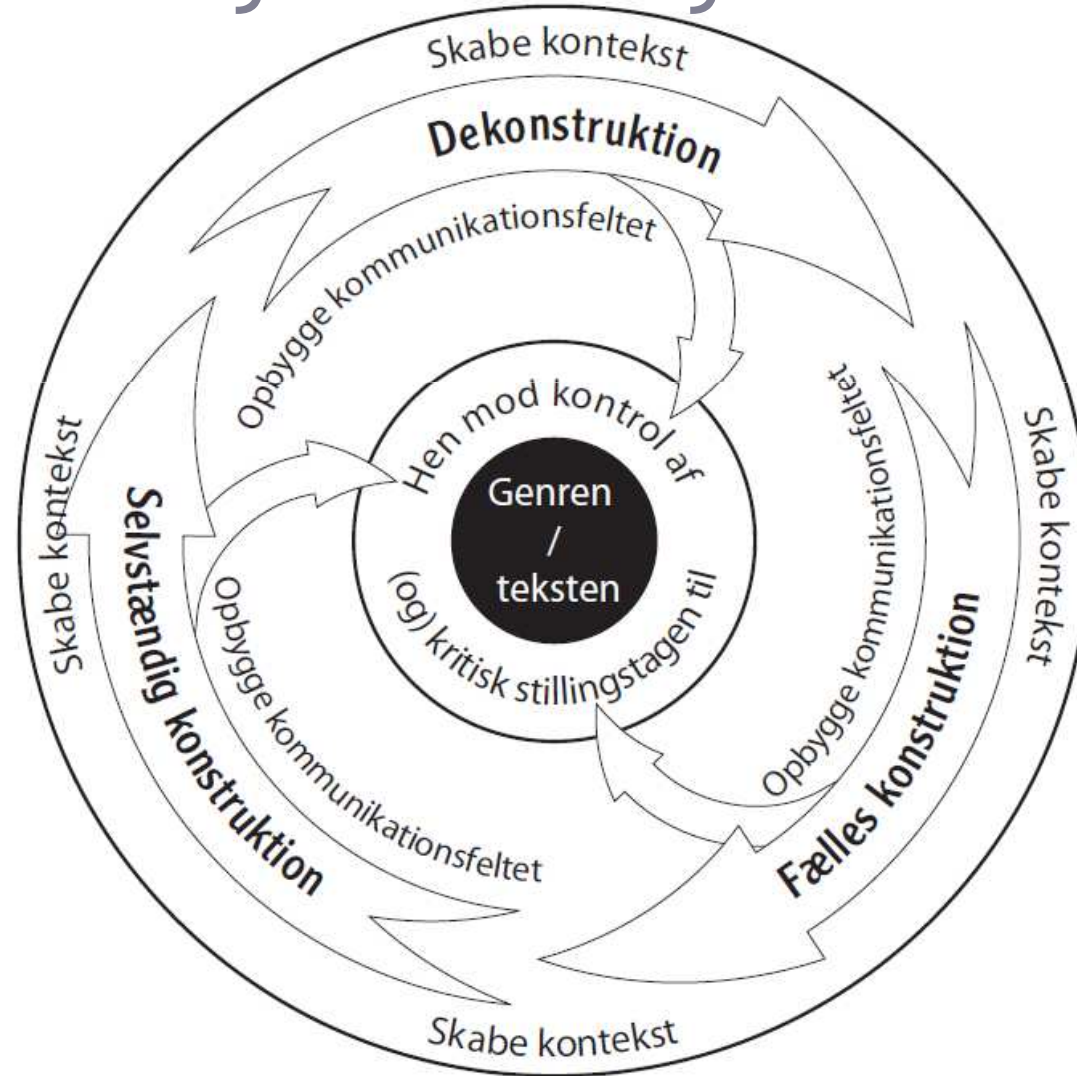 Skabe kontekst
Dekonstruktion
Opbygge kommunikationsfeltet
Skabe kontekst
Fælles konstruktion
Opbygge kommunikationsfeltet
Skabe kontekst
Selvstændig konstruktion
Opbygge kommunikationsfeltet
Skabe kontekst
Hen mod kontrol af
(og) kritisk stillingstagen til
Genren
/
teksten